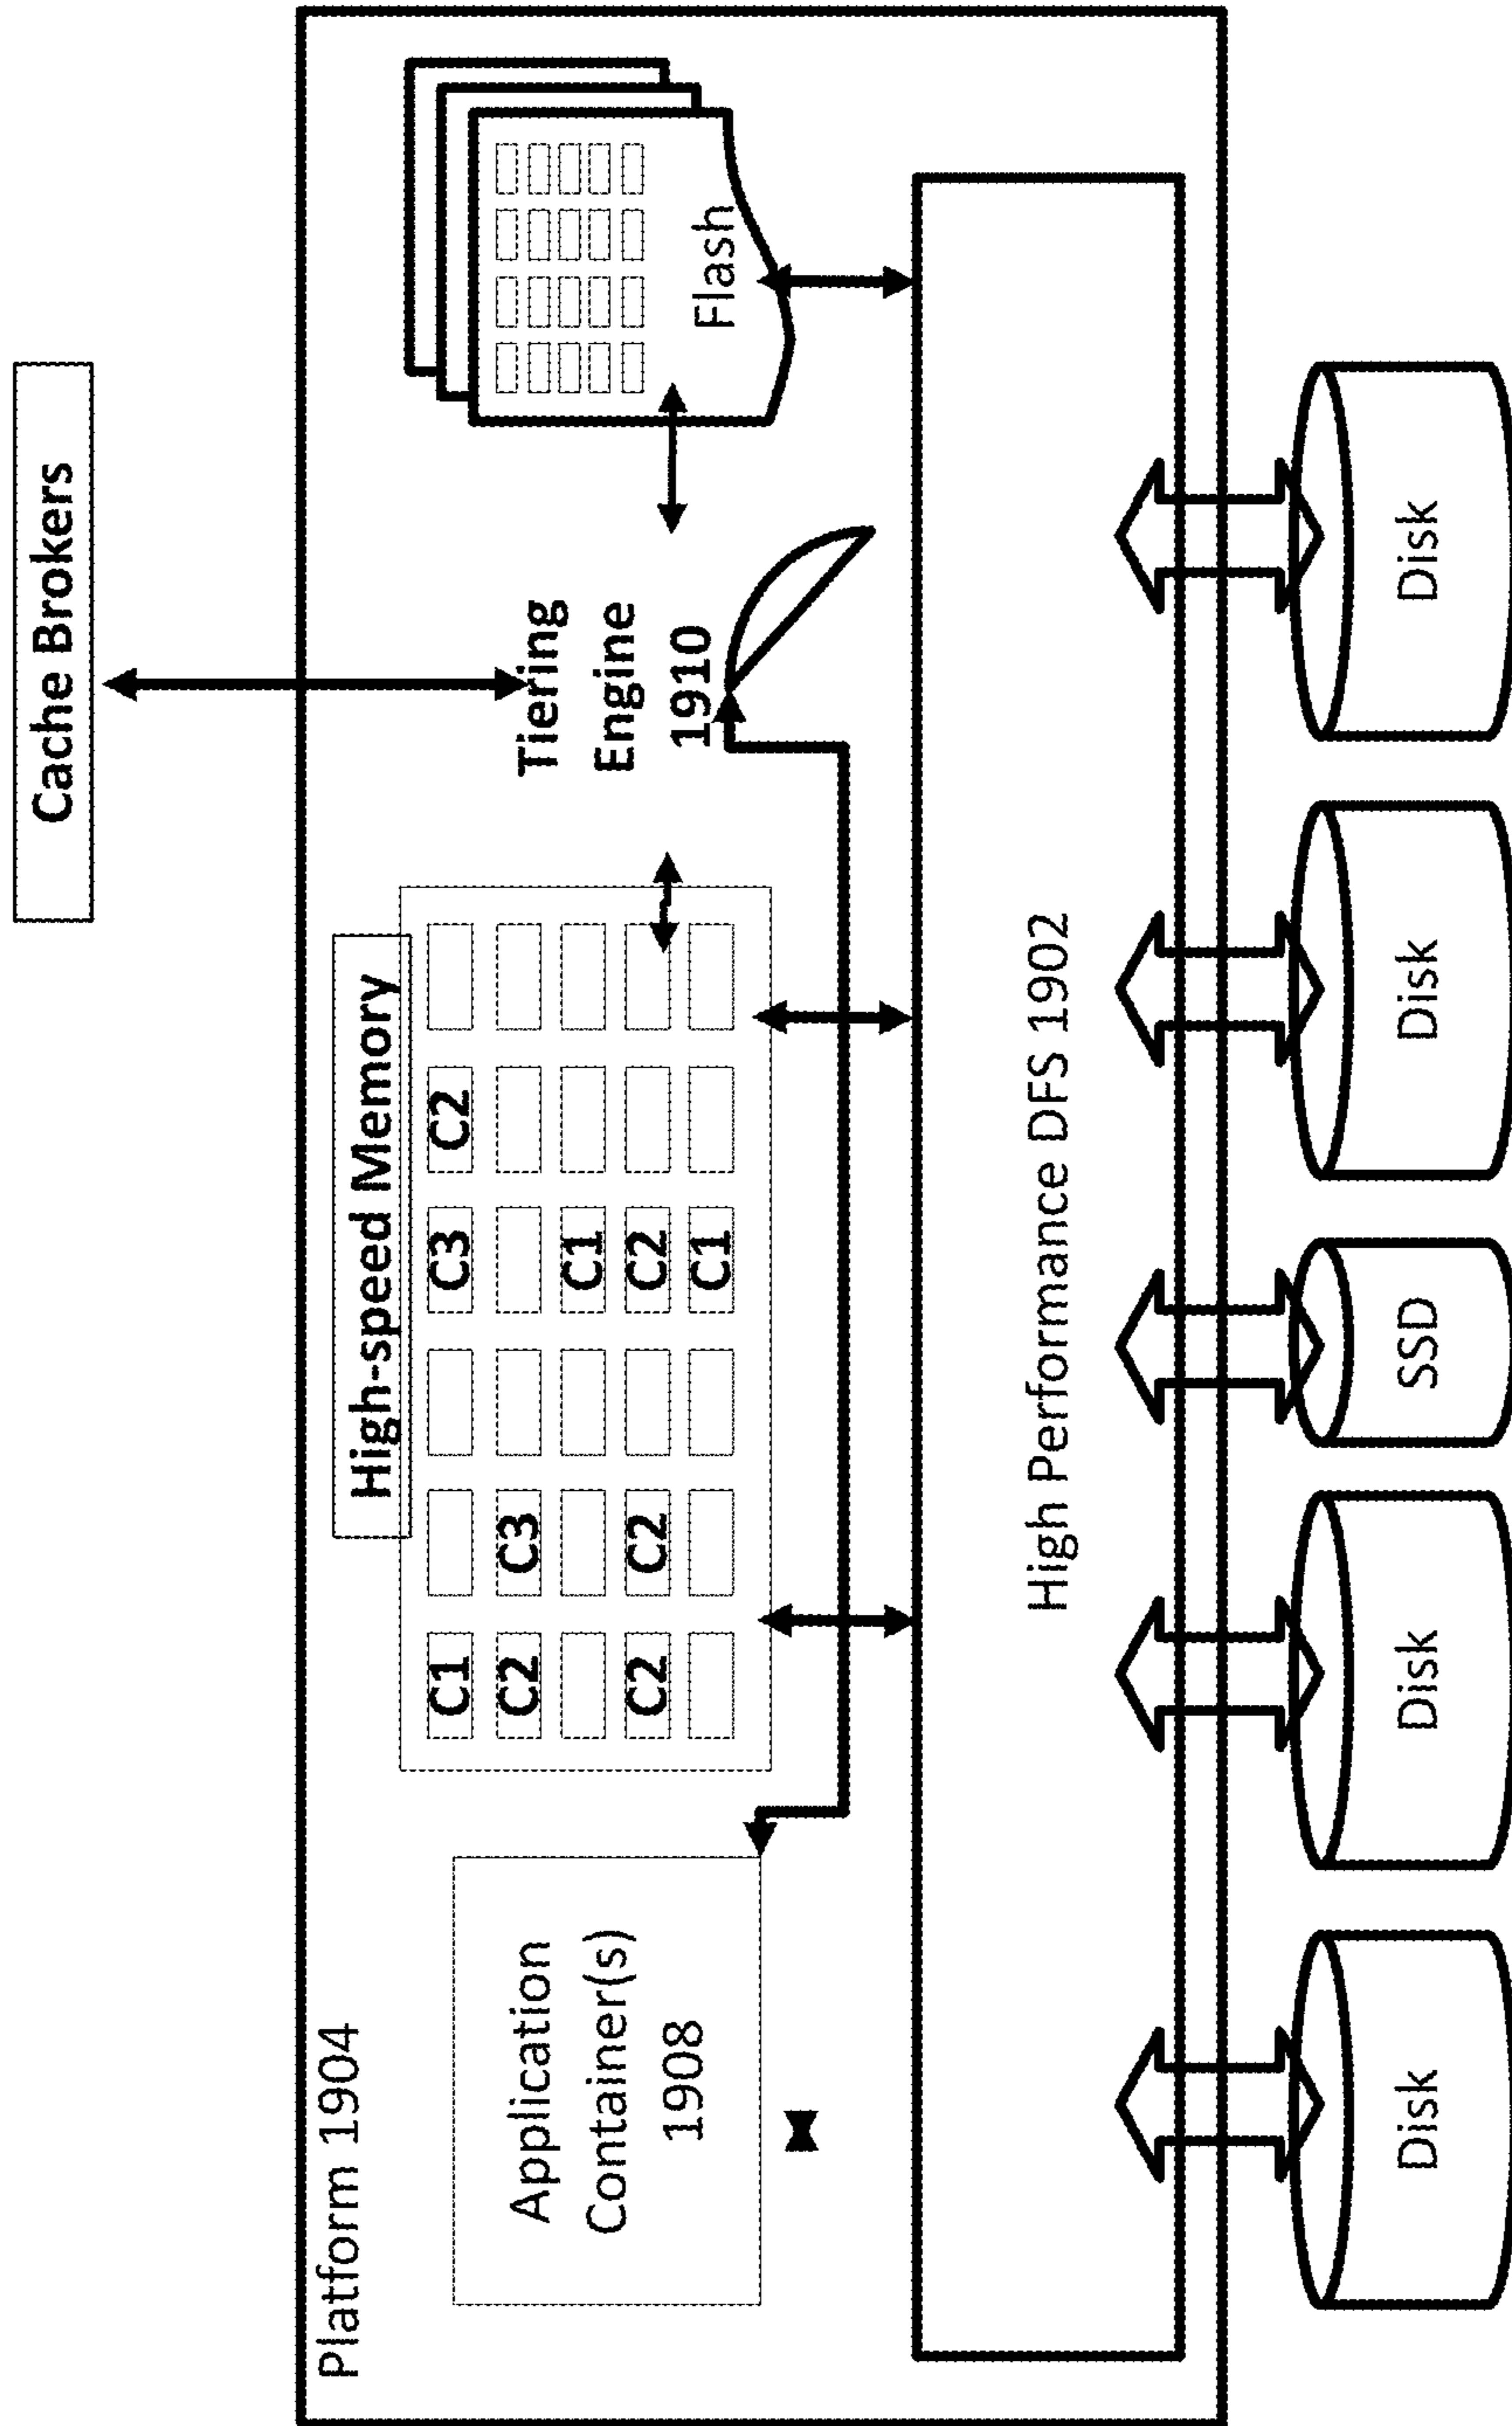 Cache Brokers
Platform 1904
High-speed Memory
C1 C3 C2
C2 C3
C1
C2 C2 C2
C1
Application
Container(s)
1908
Tiering
Engine
1910
Flash
High Performance DFS 1902
Disk
Disk
SSD
Disk
Disk